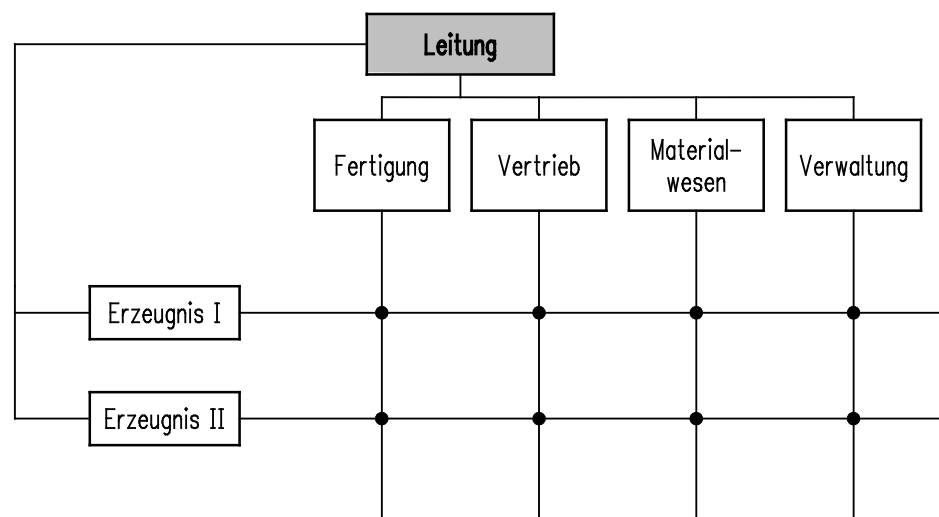 Leitung
Fertigung
Vertrieb
Material-
wesen
Verwaltung
Erzeugnis I
Erzeugnis II